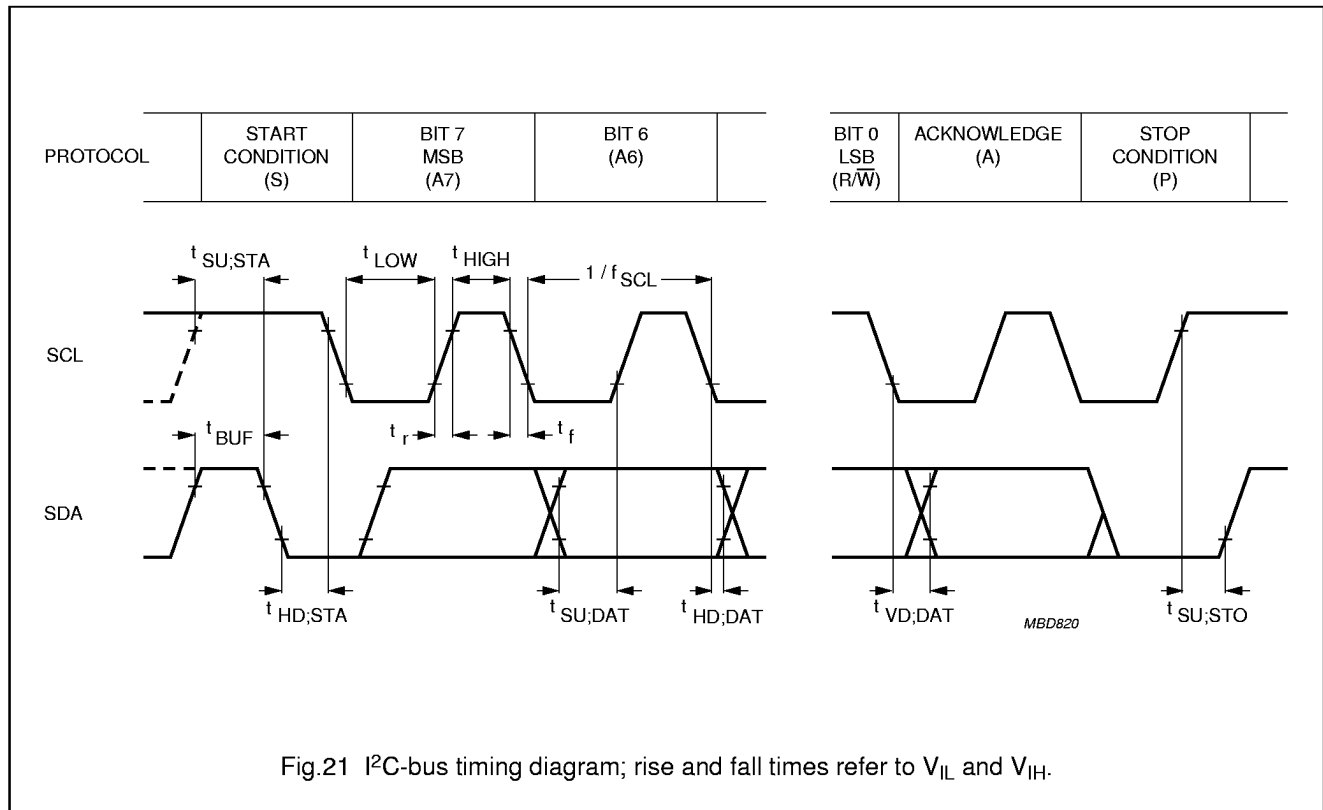 PROTOCOL
START
CONDITION
(S)
BIT 7
MSB
(A7)
BIT 6
(A6)
BIT 0
LSB
(R/W̅)
ACKNOWLEDGE
(A)
STOP
CONDITION
(P)
t SU;STA
t LOW
t HIGH
1 / f SCL
SCL
t BUF
t r
t f
SDA
t HD;STA
t SU;DAT
t HD;DAT
t VD;DAT
MBD820
t SU;STO
Fig.21 I²C-bus timing diagram; rise and fall times refer to V_IL and V_IH.